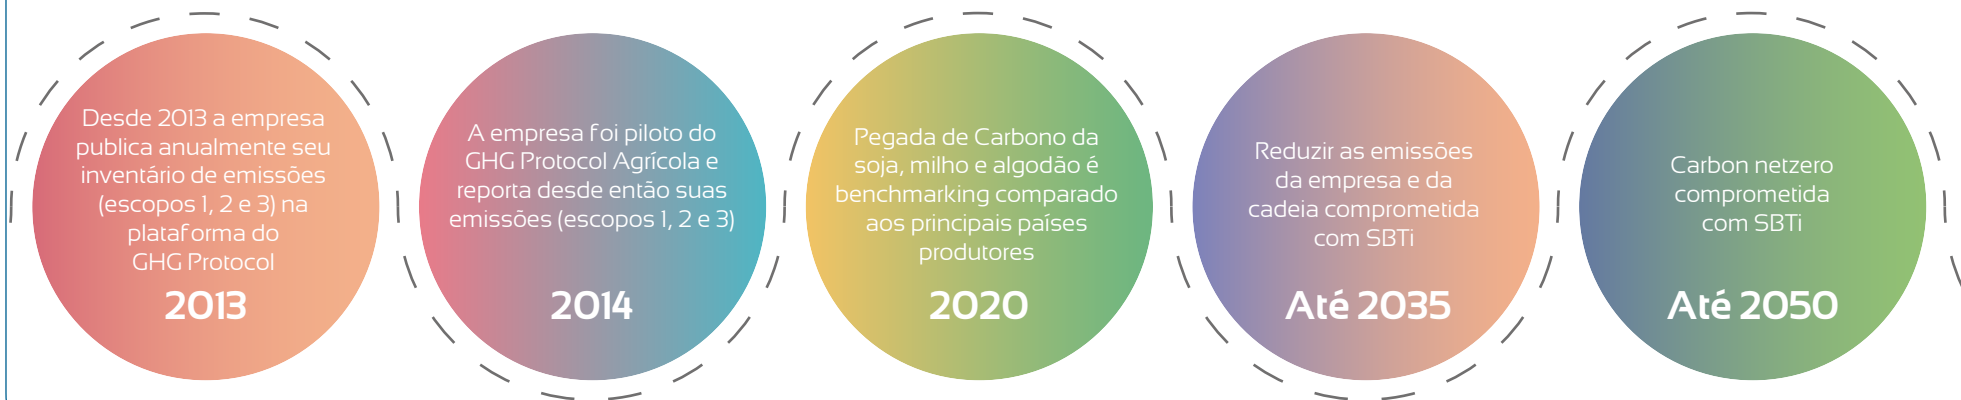 Desde 2013 a empresa
publica anualmente seu
inventário de emissões
(escopos 1, 2 e 3) na
plataforma do
GHG Protocol
2013
A empresa foi piloto do
GHG Protocol Agrícola e
reporta desde então suas
emissões (escopos 1, 2 e 3)
2014
Pegada de Carbono da
soja, milho e algodão é
benchmarking comparado
aos principais países
produtores
2020
Reduzir as emissões
da empresa e da
cadeia comprometida
com SBTi
Até 2035
Carbon netzero
comprometida
com SBTi
Até 2050